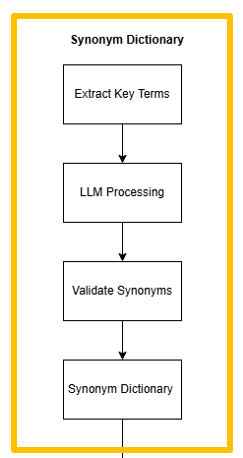 Synonym Dictionary
Extract Key Terms
LLM Processing
Validate Synonyms
Synonym Dictionary